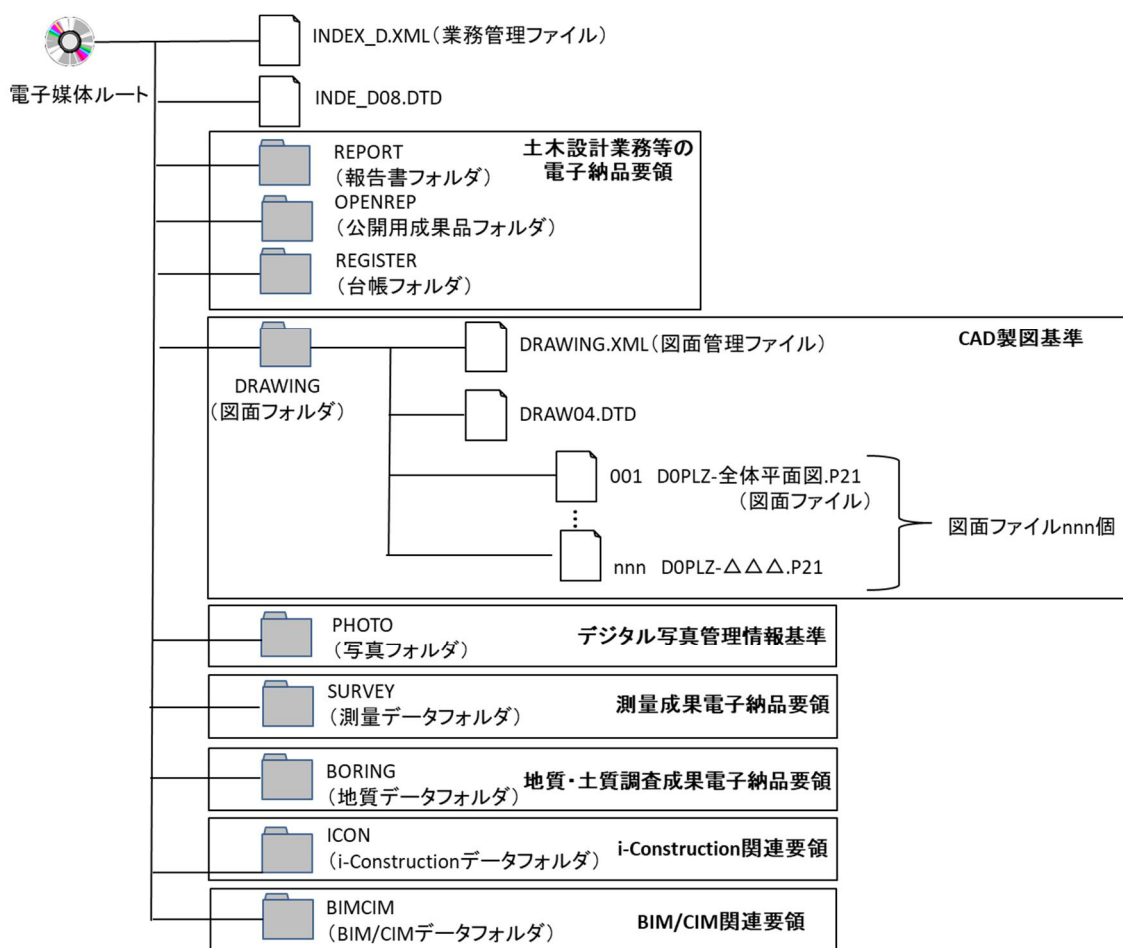 INDEX_D.XML(業務管理ファイル)
電子媒体ルート
INDE_D08.DTD
土木設計業務等の
電子納品要領
REPORT
(報告書フォルダ)
OPENREP
(公開用成果品フォルダ)
REGISTER
(台帳フォルダ)
CAD製図基準
DRAWING
(図面フォルダ)
DRAWING.XML(図面管理ファイル)
DRAW04.DTD
001 D0PLZ-全体平面図.P21
(図面ファイル)
nnn D0PLZ-△△△.P21
図面ファイルnnn個
PHOTO
(写真フォルダ)
デジタル写真管理情報基準
SURVEY
(測量データフォルダ)
測量成果電子納品要領
BORING
(地質データフォルダ)
地質・土質調査成果電子納品要領
ICON
(i-Constructionデータフォルダ)
i-Construction関連要領
BIMCIM
(BIM/CIMデータフォルダ)
BIM/CIM関連要領